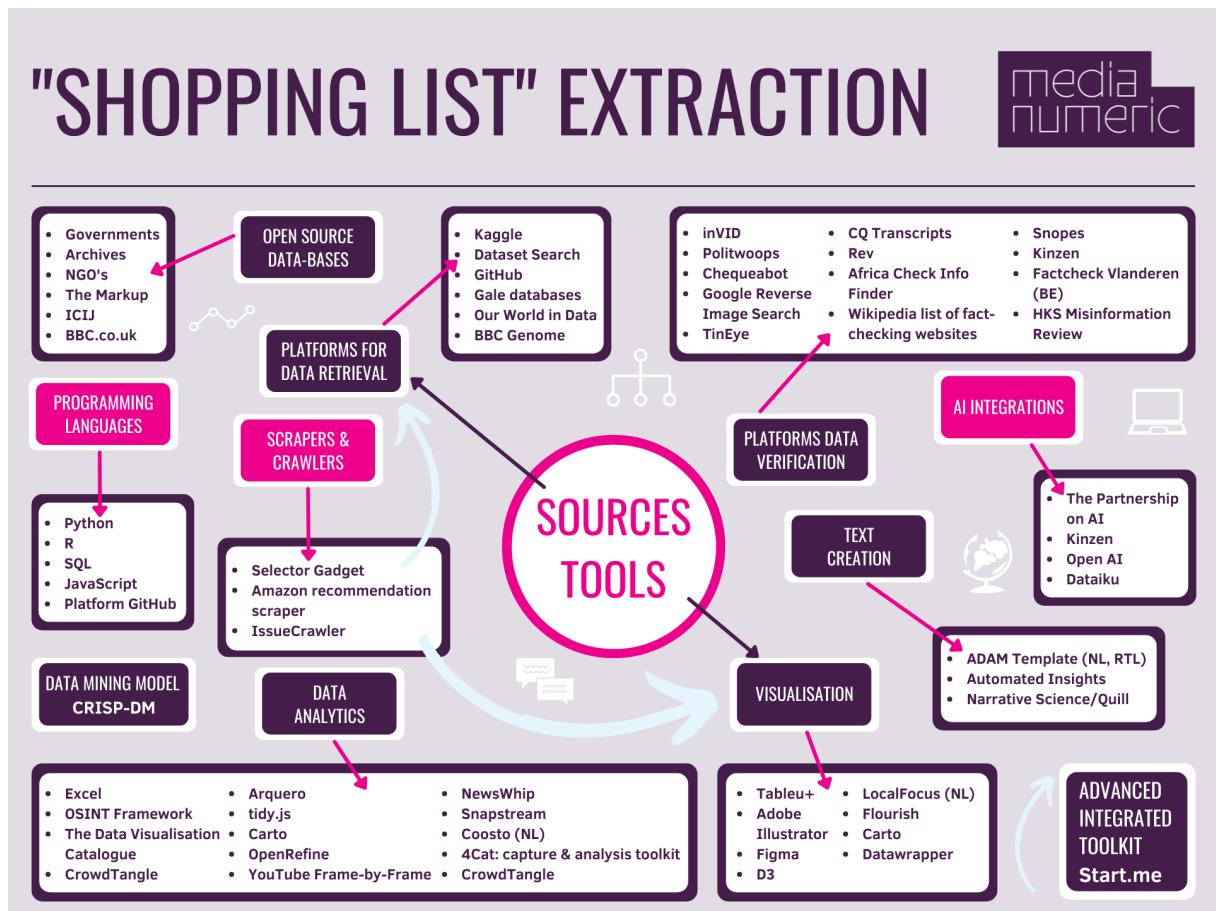 "SHOPPING LIST" EXTRACTION
media
numeric
• Governments
• Archives
• NGO's
• The Markup
• ICIJ
• BBC.co.uk
OPEN SOURCE
DATA-BASES
• Kaggle
• Dataset Search
• GitHub
• Gale databases
• Our World in Data
• BBC Genome
• inVID
• Politwoops
• Chequeabot
• Google Reverse
Image Search
• TinEye
• CQ Transcripts
• Rev
• Africa Check Info
Finder
• Wikipedia list of fact-
checking websites
• Snopes
• Kinzen
• Factcheck Vlanderen
(BE)
• HKS Misinformation
Review
PLATFORMS FOR
DATA RETRIEVAL
PROGRAMMING
LANGUAGES
SCRAPERS &
CRAWLERS
PLATFORMS DATA
VERIFICATION
AI INTEGRATIONS
• Python
• R
• SQL
• JavaScript
• Platform GitHub
• Selector Gadget
• Amazon recommendation
scraper
• IssueCrawler
SOURCES
TOOLS
TEXT
CREATION
• The Partnership
on AI
• Kinzen
• Open AI
• Dataiku
• ADAM Template (NL, RTL)
• Automated Insights
• Narrative Science/Quill
DATA MINING MODEL
CRISP-DM
DATA
ANALYTICS
VISUALISATION
• Excel
• OSINT Framework
• The Data Visualisation
Catalogue
• CrowdTangle
• Arquero
• tidy.js
• Carto
• OpenRefine
• YouTube Frame-by-Frame
• NewsWhip
• Snapstream
• Coosto (NL)
• 4Cat: capture & analysis toolkit
• CrowdTangle
• Tableu+
• Adobe
Illustrator
• Figma
• D3
• LocalFocus (NL)
• Flourish
• Carto
• Datawrapper
ADVANCED
INTEGRATED
TOOLKIT
Start.me